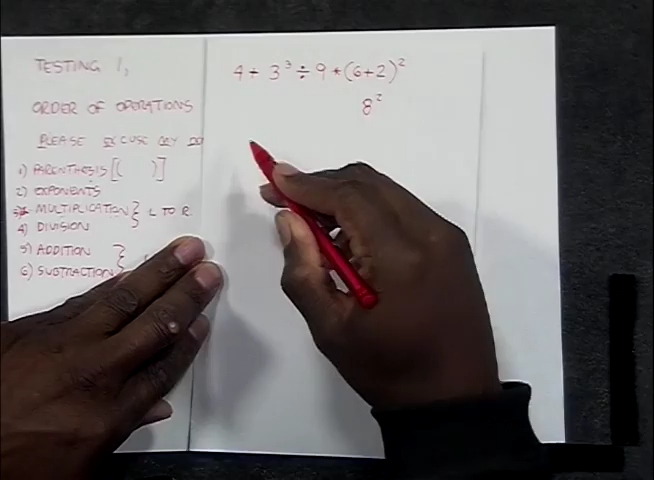 TESTING 1,
ORDER OF OPERATIONS
PLEASE EXCUSE MY
1) PARENTHESIS [( )]
2) EXPONENTS
3) MULTIPLICATION } L TO R.
4) DIVISION
5) ADDITION }
6) SUBTRACTION
4 + 3³ ÷ 9 * (6+2)²
8²